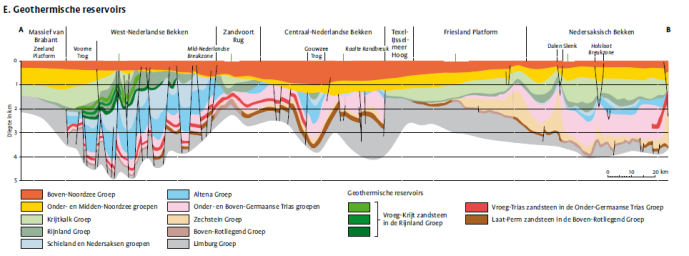 E. Geothermische reservoirs
Massief van Brabant
West-Nederlandse Bekken
Zandvoort Rug
Centraal-Nederlandse Bekken
Texel-IJsselmeer Hoog
Friesland Platform
Nedersaksisch Bekken
A
B
Zeeland Platform
Voorne Trog
Mid-Nederlandse Breukzone
Gouwzee Trog
Raalte Randbreuk
Dalen Slenk
Holsloot Breukzone
Diepte in km
0
1
2
3
4
5
0 10 20 30 km
Boven-Noordzee Groep
Onder- en Midden-Noordzee groepen
Krijtkalk Groep
Rijnland Groep
Schieland en Nedersaksen groepen
Altena Groep
Onder- en Boven-Germaanse Trias groepen
Zechstein Groep
Boven-Rotliegend Groep
Limburg Groep
Geothermische reservoirs
Vroeg-Krijt zandsteen in de Rijnland Groep
Vroeg-Trias zandsteen in de Onder-Germaanse Trias Groep
Laat-Perm zandsteen in de Boven-Rotliegend Groep